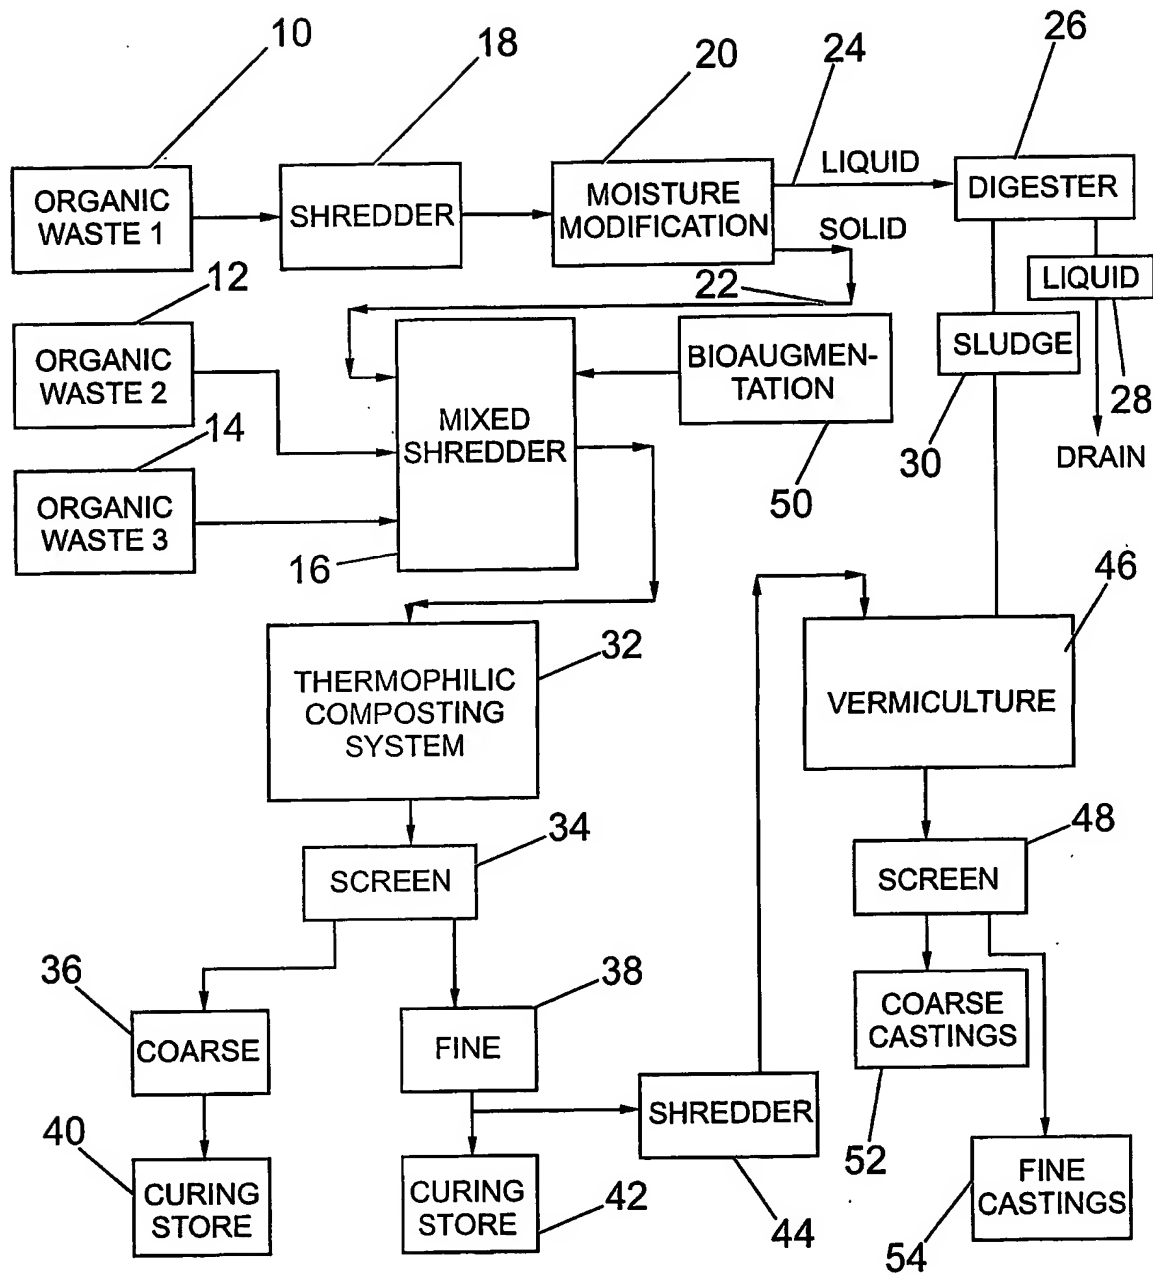 10
18
20
24
26
ORGANIC
WASTE 1
SHREDDER
MOISTURE
MODIFICATION
LIQUID
DIGESTER
SOLID
12
22
LIQUID
28
ORGANIC
WASTE 2
MIXED
SHREDDER
BIOAUGMEN-
TATION
SLUDGE
30
DRAIN
14
50
ORGANIC
WASTE 3
16
46
32
THERMOPHILIC
COMPOSTING
SYSTEM
VERMICULTURE
34
48
SCREEN
SCREEN
36
38
COARSE
FINE
COARSE
CASTINGS
52
SHREDDER
44
40
CURING
STORE
CURING
STORE
42
FINE
CASTINGS
54